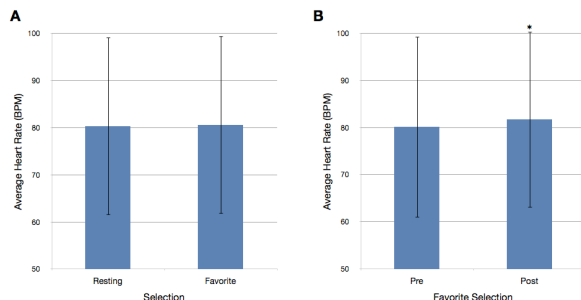 A
Average Heart Rate (BPM)
100
90
80
70
60
50
Resting
Favorite
Selection
B
Average Heart Rate (BPM)
100
90
80
70
60
50
*
Pre
Post
Favorite Selection